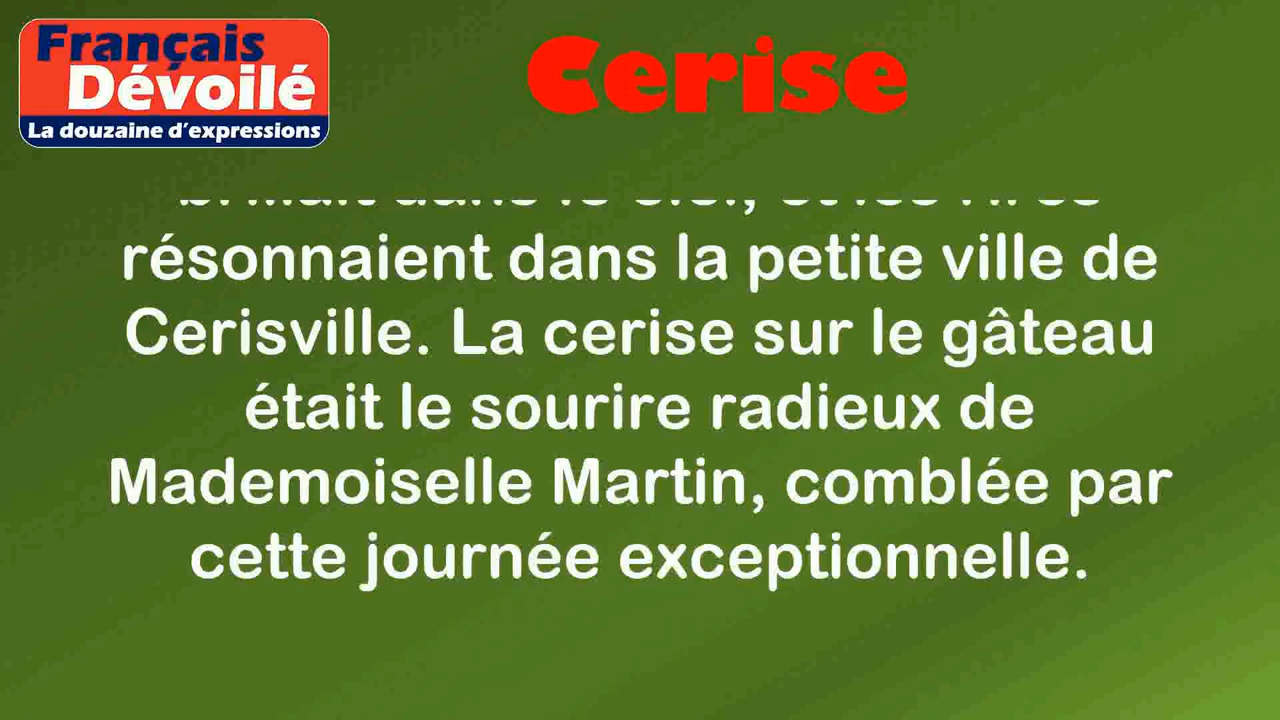 Français
Dévoilé
La douzaine d'expressions
Cerise
résonnaient dans la petite ville de
Cerisville. La cerise sur le gâteau
était le sourire radieux de
Mademoiselle Martin, comblée par
cette journée exceptionnelle.